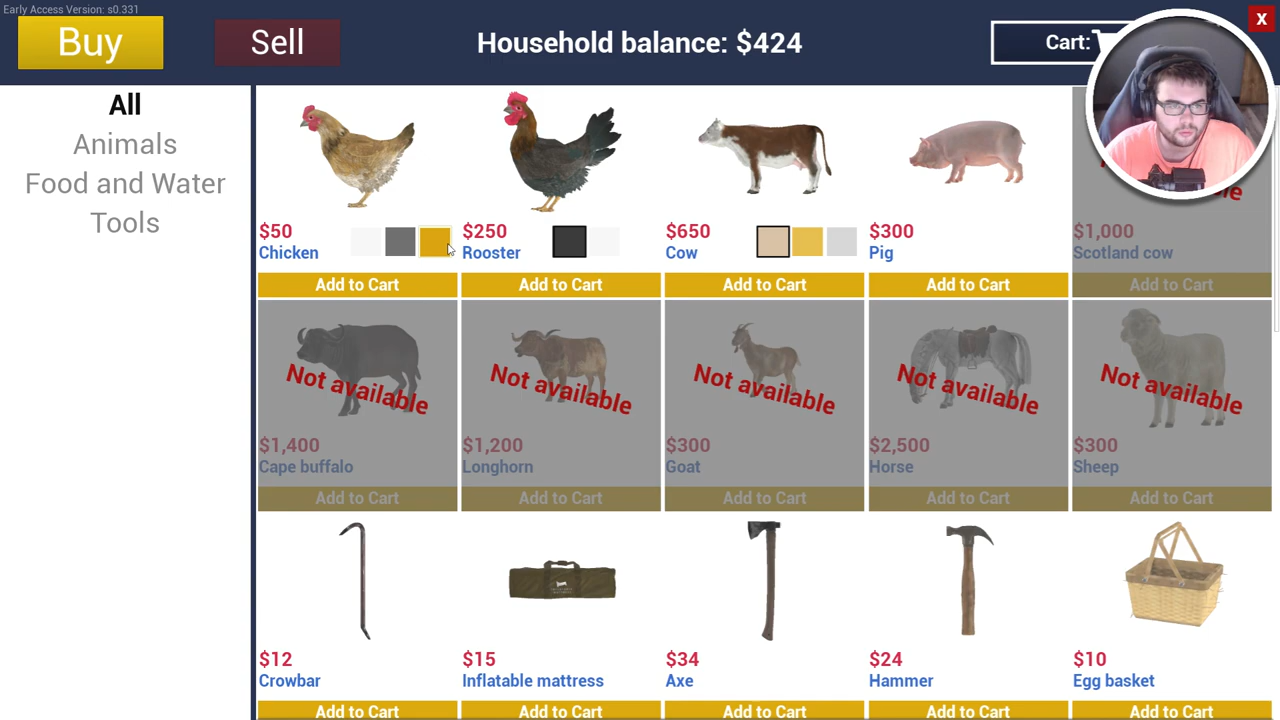 Early Access Version: s0.331
Buy
Sell
Household balance: $424
Cart:
X
All
Animals
Food and Water
Tools
$50
Chicken
Add to Cart
$250
Rooster
Add to Cart
$650
Cow
Add to Cart
$300
Pig
Add to Cart
$1,000
Scotland cow
Add to Cart
Not available
$1,400
Cape buffalo
Add to Cart
Not available
$1,200
Longhorn
Add to Cart
Not available
$300
Goat
Add to Cart
Not available
$2,500
Horse
Add to Cart
Not available
$300
Sheep
Add to Cart
$12
Crowbar
Add to Cart
$15
Inflatable mattress
Add to Cart
$34
Axe
Add to Cart
$24
Hammer
Add to Cart
$10
Egg basket
Add to Cart